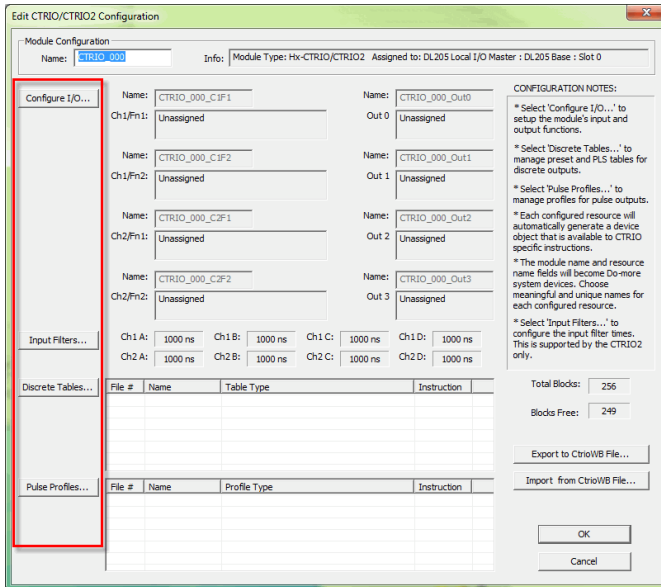 Edit CTRIO/CTRIO2 Configuration
Module Configuration
Name: CTRIO_000
Info: Module Type: Hx-CTRIO/CTRIO2 Assigned to: DL205 Local I/O Master : DL205 Base : Slot 0
Configure I/O...
Name: CTRIO_000_C1F1
Ch1/Fn1: Unassigned
Name: CTRIO_000_Out0
Out 0 Unassigned
Name: CTRIO_000_C1F2
Ch1/Fn2: Unassigned
Name: CTRIO_000_Out1
Out 1 Unassigned
Name: CTRIO_000_C2F1
Ch2/Fn1: Unassigned
Name: CTRIO_000_Out2
Out 2 Unassigned
Name: CTRIO_000_C2F2
Ch2/Fn2: Unassigned
Name: CTRIO_000_Out3
Out 3 Unassigned
CONFIGURATION NOTES:
* Select 'Configure I/O...' to
setup the module's input and
output functions.
* Select 'Discrete Tables...' to
manage preset and PLS tables for
discrete outputs.
* Select 'Pulse Profiles...' to
manage profiles for pulse outputs.
* Each configured resource will
automatically generate a device
object that is available to CTRIO
specific instructions.
* The module name and resource
name fields will become Do-more
system devices. Choose
meaningful and unique names for
each configured resource.
* Select 'Input Filters...' to
configure the input filter times.
This is supported by the CTRIO2
only.
Input Filters...
Ch1 A: 1000 ns Ch1 B: 1000 ns Ch1 C: 1000 ns Ch1 D: 1000 ns
Ch2 A: 1000 ns Ch2 B: 1000 ns Ch2 C: 1000 ns Ch2 D: 1000 ns
Discrete Tables...
File # Name Table Type Instruction
Total Blocks: 256
Blocks Free: 249
Export to CtrioWB File...
Import from CtrioWB File...
Pulse Profiles...
File # Name Profile Type Instruction
OK
Cancel